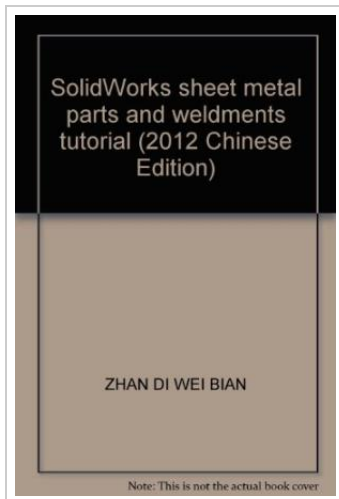 SolidWorks sheet metal
parts and weldments
tutorial (2012 Chinese
Edition)
ZHAN DI WEI BIAN
Note: This is not the actual book cover